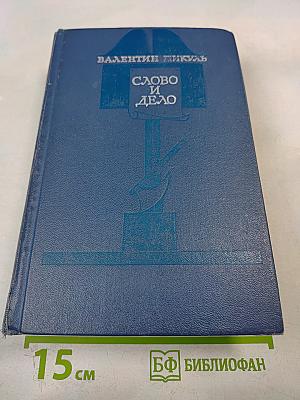 ВАЛЕНТИН ПИКУЛЬ
СЛОВО
И
ДЕЛО
15 см
БФ БИБЛИОФАН